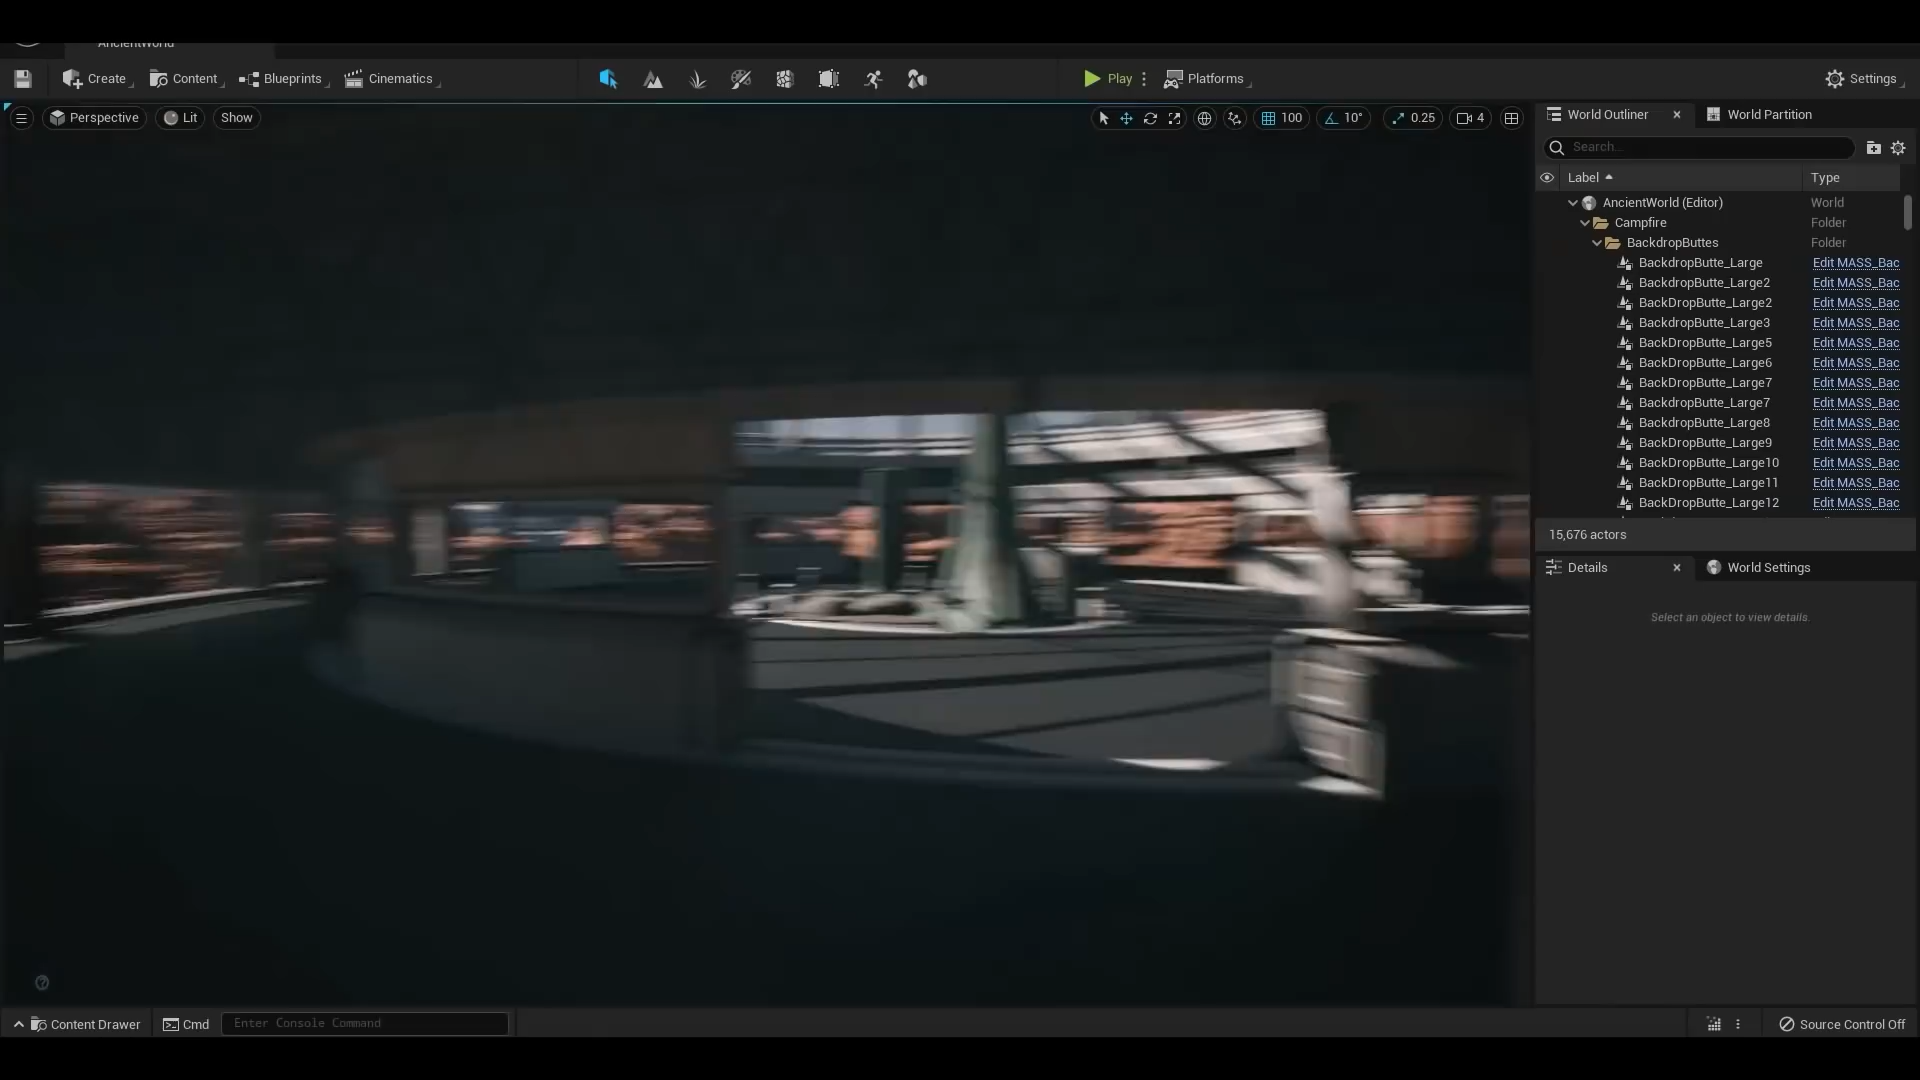 AncientWorld
Create
Content
Blueprints
Cinematics
Play
Platforms
Settings
Perspective
Lit
Show
100
10°
0.25
4
World Outliner
World Partition
Search...
Label
Type
AncientWorld (Editor) World
Campfire Folder
BackdropButtes Folder
BackdropButte_Large Edit MASS_Bac
BackdropButte_Large2 Edit MASS_Bac
BackDropButte_Large2 Edit MASS_Bac
BackdropButte_Large3 Edit MASS_Bac
BackDropButte_Large5 Edit MASS_Bac
BackDropButte_Large6 Edit MASS_Bac
BackDropButte_Large7 Edit MASS_Bac
BackDropButte_Large7 Edit MASS_Bac
BackdropButte_Large8 Edit MASS_Bac
BackDropButte_Large9 Edit MASS_Bac
BackDropButte_Large10 Edit MASS_Bac
BackDropButte_Large11 Edit MASS_Bac
BackDropButte_Large12 Edit MASS_Bac
15,676 actors
Details
World Settings
Select an object to view details.
Content Drawer
Cmd
Enter Console Command
Source Control Off